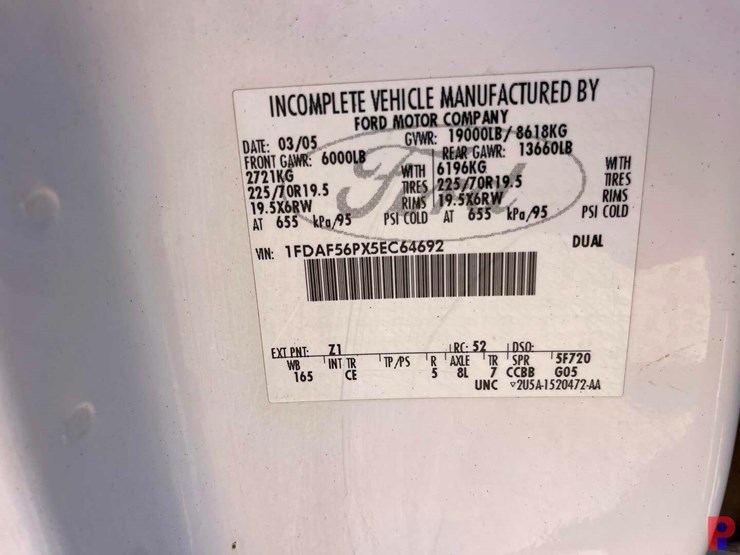 INCOMPLETE VEHICLE MANUFACTURED BY
FORD MOTOR COMPANY
DATE: 03/05 GVWR: 19000LB/ 8618KG
FRONT GAWR: 6000LB REAR GAWR: 13660LB
2721KG WITH 6196KG WITH
225/70R19.5 TIRES 225/70R19.5 TIRES
19.5X6RW RIMS 19.5X6RW RIMS
AT 655 kPa/95 PSI COLD AT 655 kPa/95 PSI COLD
VIN: 1FDAF56PX5EC64692 DUAL
EXT PNT: Z1 RC: 52 DSO:
WB INT TR TP/PS R AXLE TR SPR 5F720
165 CE 5 8L 7 CCBB G05
UNC ▽2U5A-1520472-AA
Ford